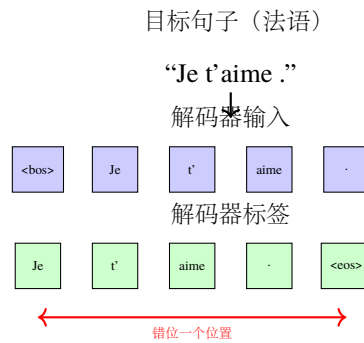 目标句子（法语）
“Je t’aime .”
解码器输入
<bos> Je t’ aime .
解码器标签
Je t’ aime . <eos>
错位一个位置